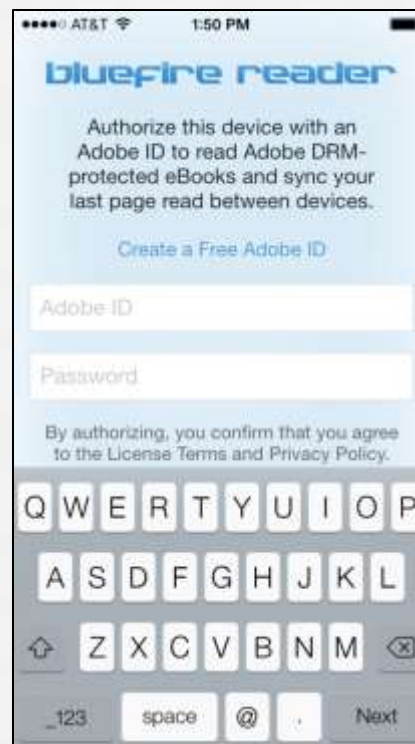 AT&T 1:50 PM
bluefire reader
Authorize this device with an
Adobe ID to read Adobe DRM-
protected eBooks and sync your
last page read between devices.
Create a Free Adobe ID
Adobe ID
Password
By authorizing, you confirm that you agree
to the License Terms and Privacy Policy.
Q W E R T Y U I O P
A S D F G H J K L
Z X C V B N M
_123 space @ . Next